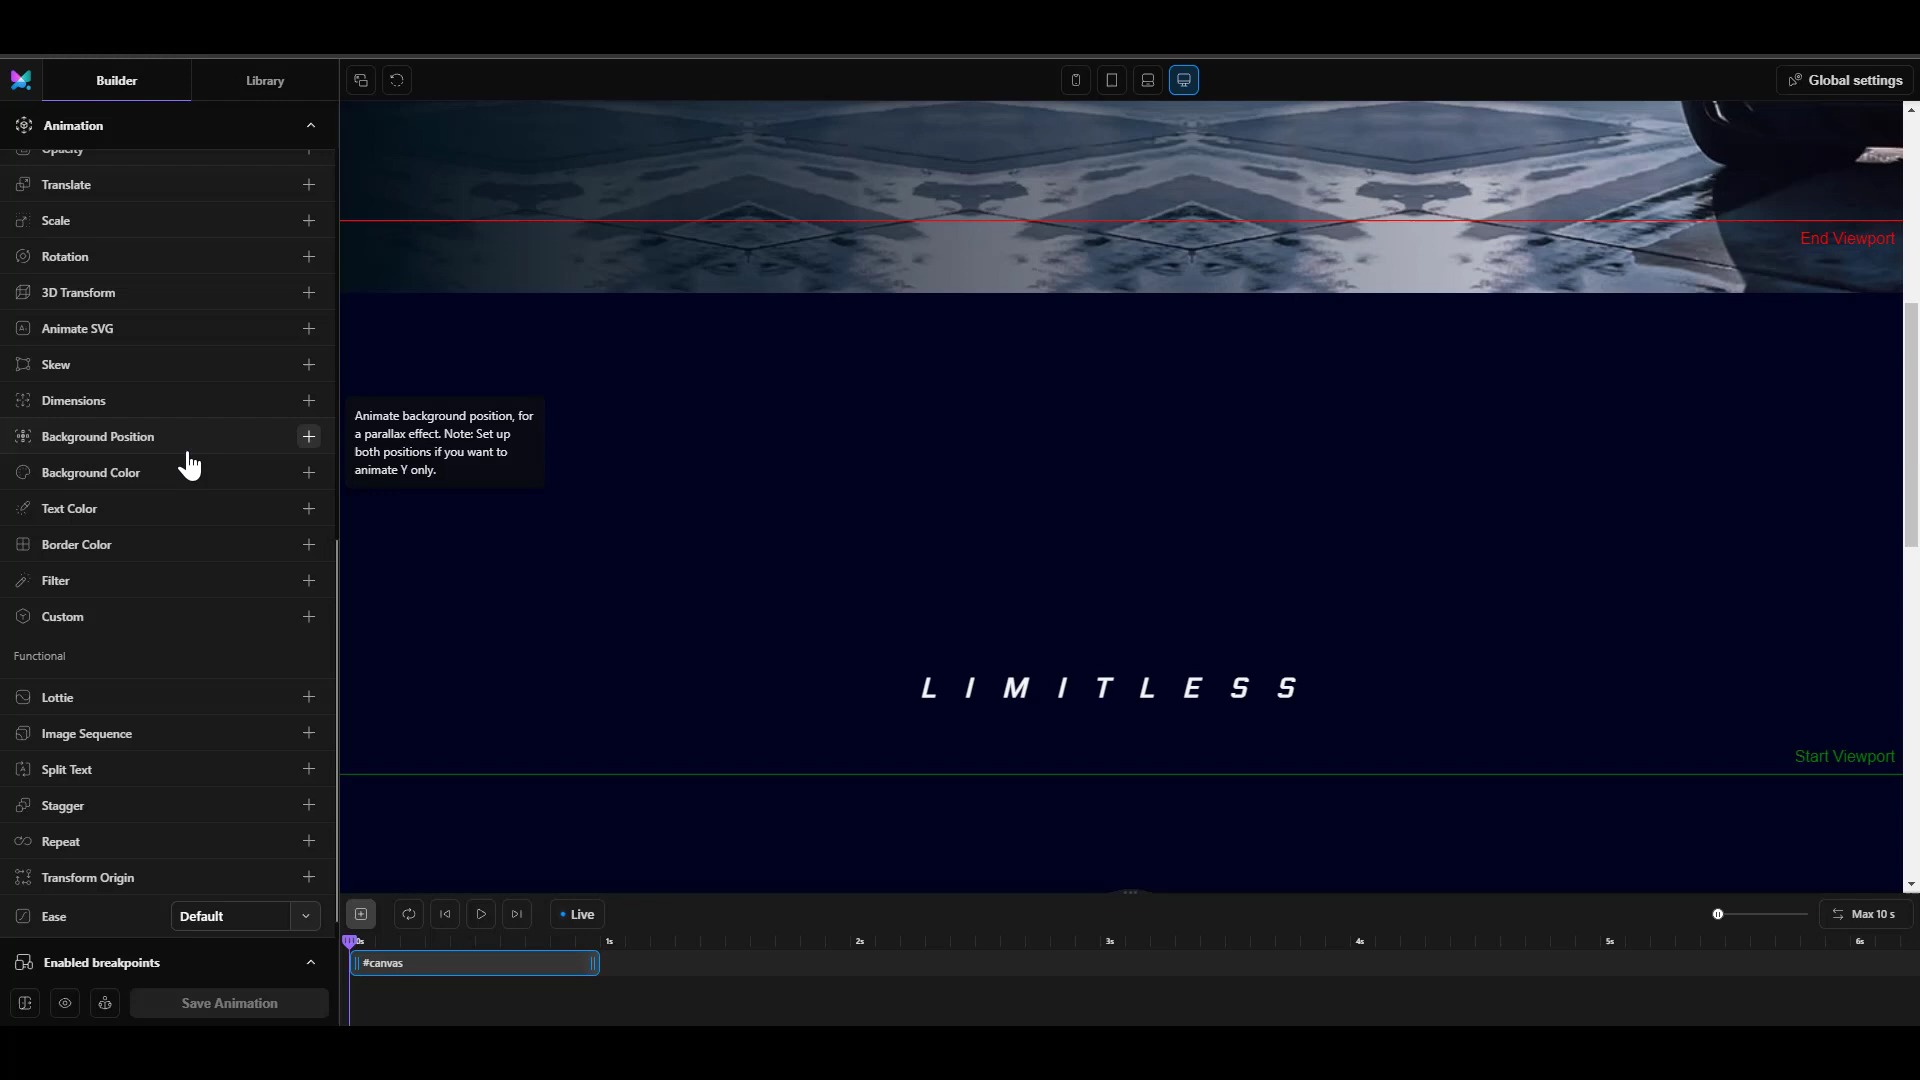 Builder
Library
Global settings
Animation
Opacity
Translate
Scale
Rotation
3D Transform
Animate SVG
Skew
Dimensions
Background Position
Background Color
Text Color
Border Color
Filter
Custom
Functional
Lottie
Image Sequence
Split Text
Stagger
Repeat
Transform Origin
Ease
Default
Enabled breakpoints
Save Animation
Animate background position, for
a parallax effect. Note: Set up
both positions if you want to
animate Y only.
End Viewport
LIMITLESS
Start Viewport
Live
Max 10 s
0s
1s
2s
3s
4s
5s
6s
#canvas